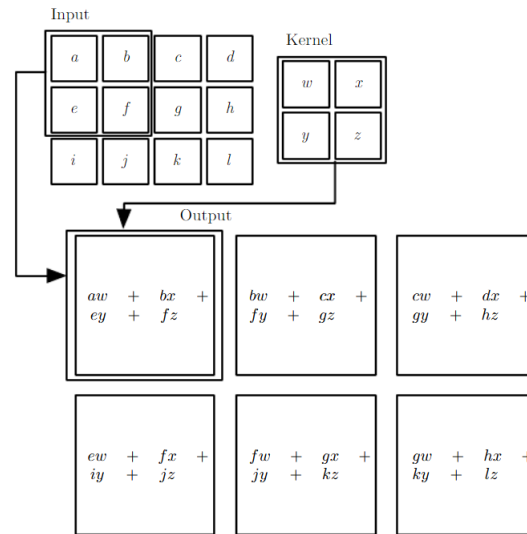 Input
Kernel
a b c d
w x
e f g h
y z
i j k l
Output
aw + bx +
ey + fz
bw + cx +
fy + gz
cw + dx +
gy + hz
ew + fx +
iy + jz
fw + gx +
jy + kz
gw + hx +
ky + lz